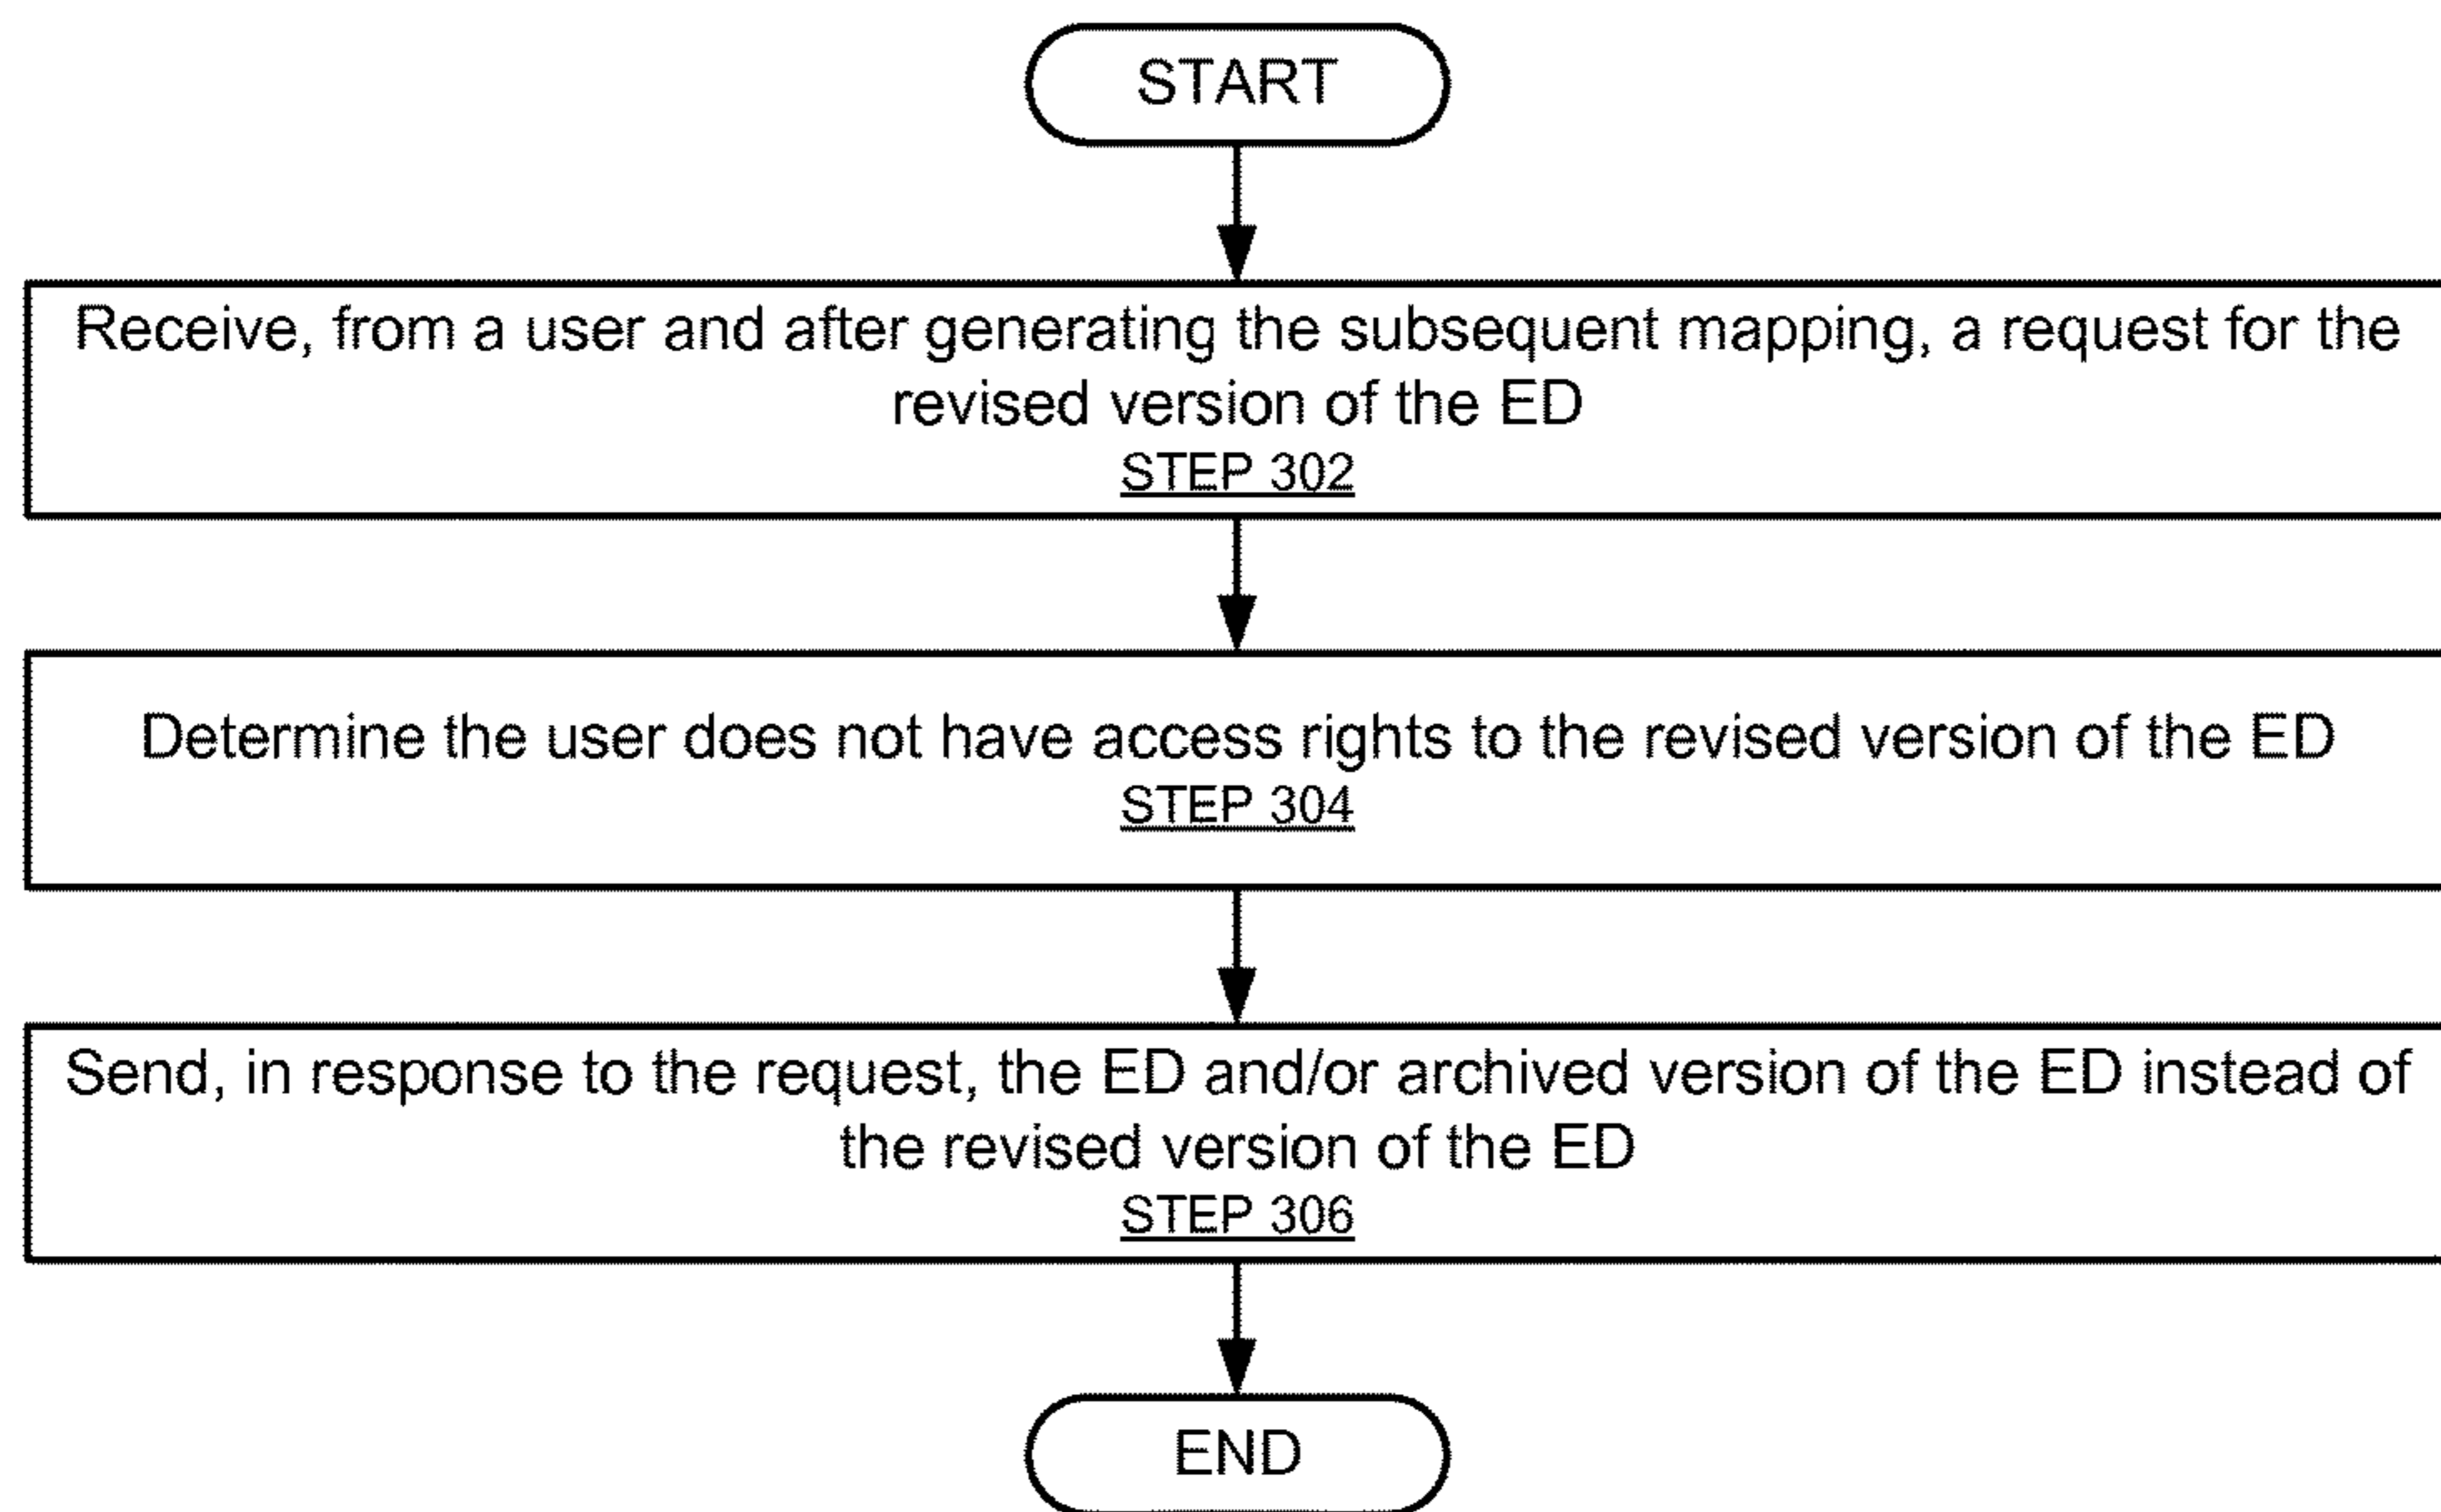 START
Receive, from a user and after generating the subsequent mapping, a request for the
revised version of the ED
STEP 302
Determine the user does not have access rights to the revised version of the ED
STEP 304
Send, in response to the request, the ED and/or archived version of the ED instead of
the revised version of the ED
STEP 306
END